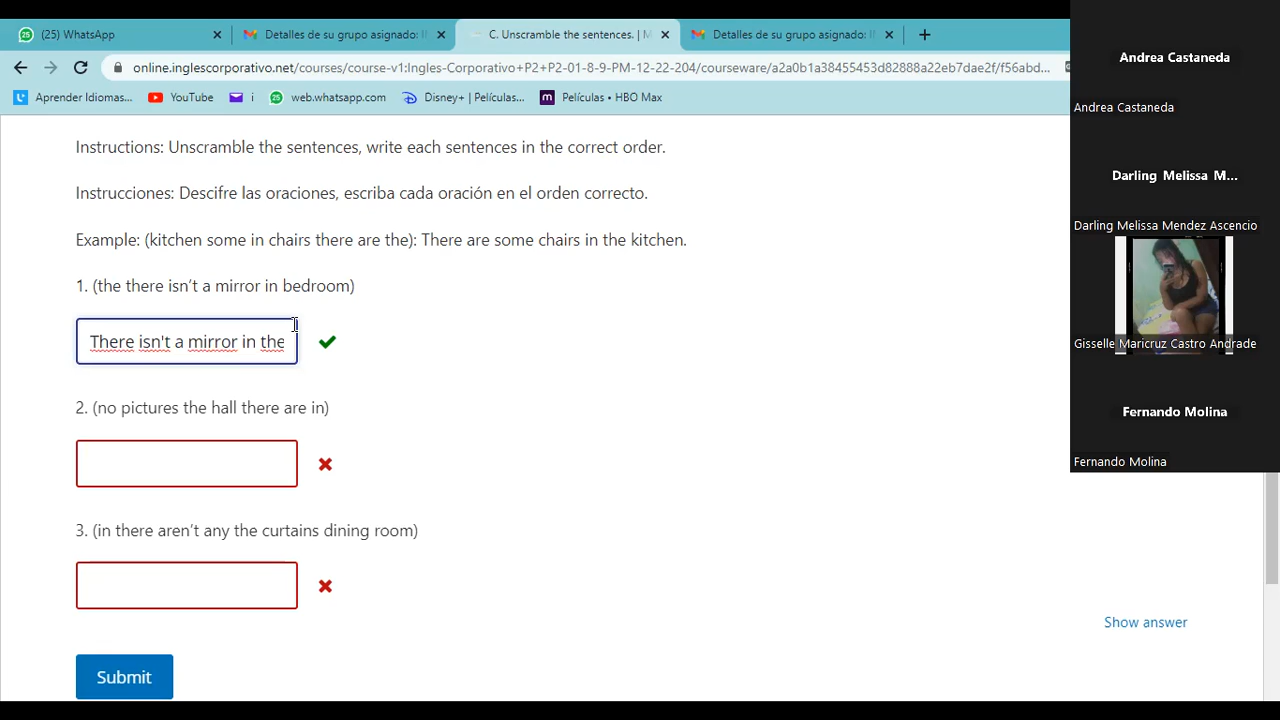 (25) WhatsApp
Detalles de su grupo asignado: I
C. Unscramble the sentences. | M
Detalles de su grupo asignado: I
online.inglescorporativo.net/courses/course-v1:Ingles-Corporativo+P2+P2-01-8-9-PM-12-22-204/courseware/a2a0b1a38455453d82888a22eb7dae2f/f56abd...
Aprender Idiomas...
YouTube
i
web.whatsapp.com
Disney+ | Películas...
Películas • HBO Max
Instructions: Unscramble the sentences, write each sentences in the correct order.
Instrucciones: Descifre las oraciones, escriba cada oración en el orden correcto.
Example: (kitchen some in chairs there are the): There are some chairs in the kitchen.
1. (the there isn’t a mirror in bedroom)
There isn't a mirror in the
2. (no pictures the hall there are in)
3. (in there aren’t any the curtains dining room)
Show answer
Submit
Andrea Castaneda
Andrea Castaneda
Darling Melissa M...
Darling Melissa Mendez Ascencio
Gisselle Maricruz Castro Andrade
Fernando Molina
Fernando Molina